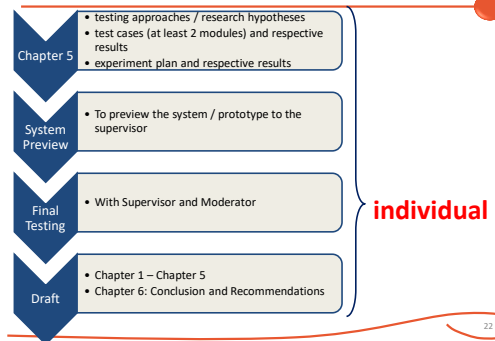 Chapter 5
• testing approaches / research hypotheses
• test cases (at least 2 modules) and respective
results
• experiment plan and respective results
System
Preview
• To preview the system / prototype to the
supervisor
Final
Testing
• With Supervisor and Moderator
individual
Draft
• Chapter 1 – Chapter 5
• Chapter 6: Conclusion and Recommendations
22